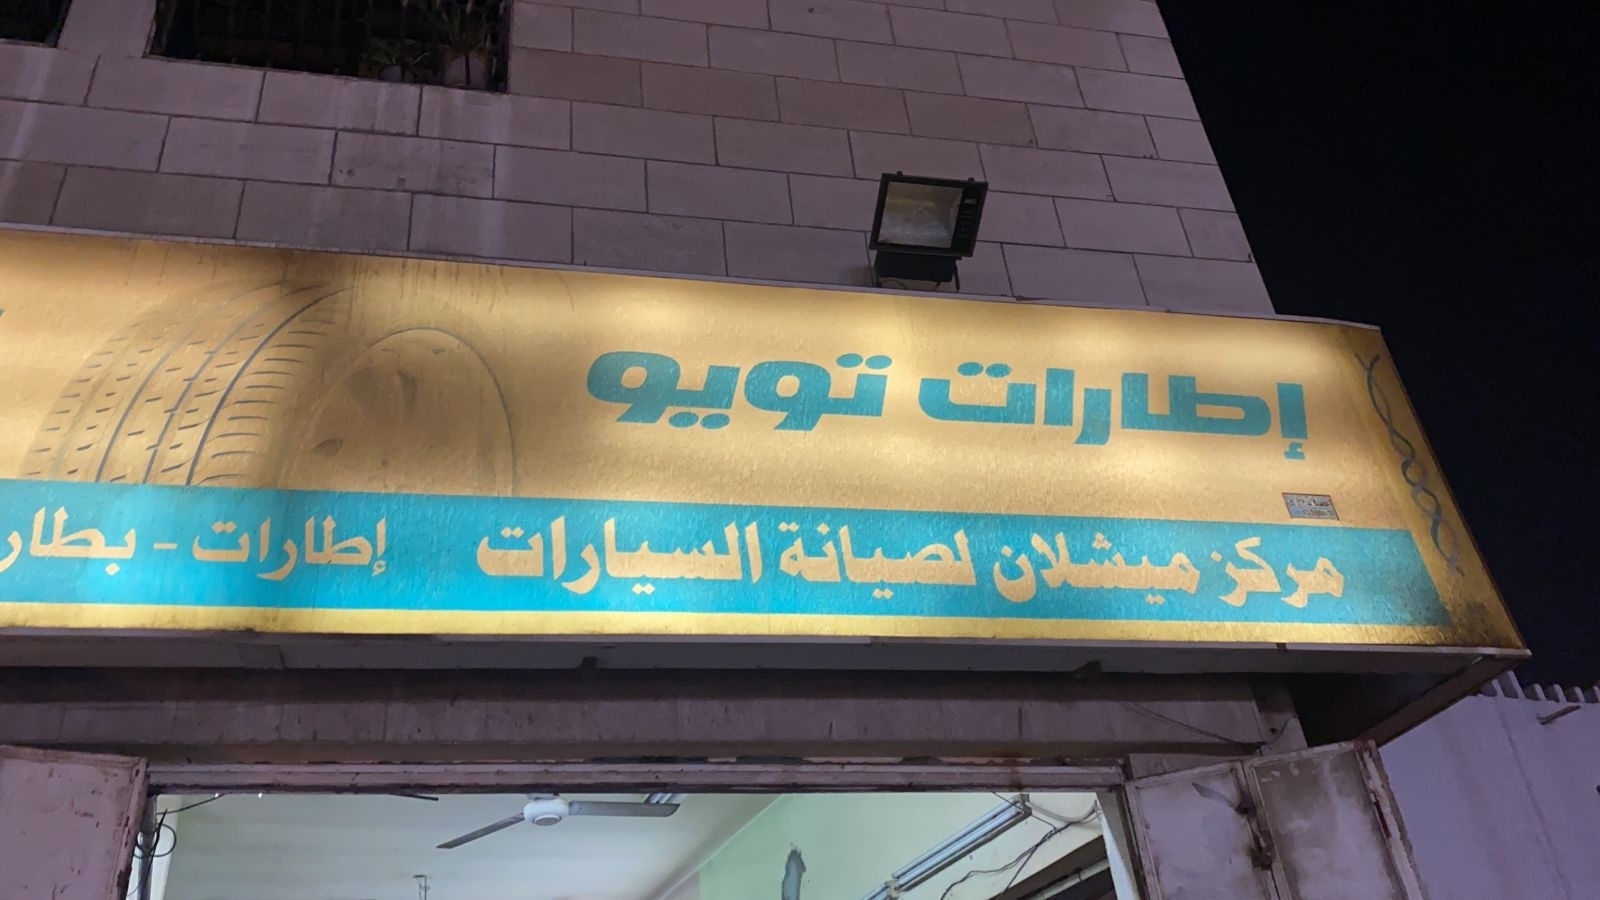 إطارات تويو
مركز ميشلان لصيانة السيارات إطارات -